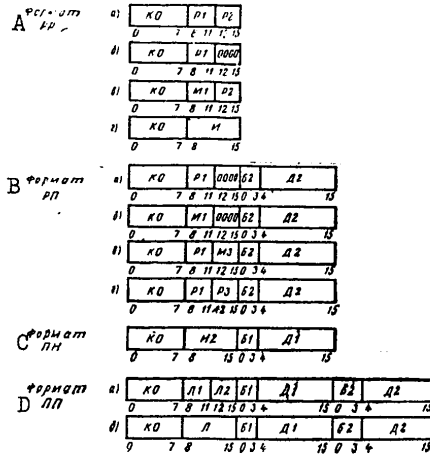 A формат РР
а) КО Р1 Р2
0 7 8 11 12 15
б) КО Р1 0000
0 7 8 11 12 15
в) КО М1 Р2
0 7 8 11 12 15
г) КО И
0 7 8 15
B формат РП
а) КО Р1 0000 Б2 Д2
0 7 8 11 12 15 0 3 4 15
б) КО М1 0000 Б2 Д2
0 7 8 11 12 15 0 3 4 15
в) КО Р1 М3 Б2 Д2
0 7 8 11 12 15 0 3 4 15
г) КО Р1 Р3 Б2 Д2
0 7 8 11 12 15 0 3 4 15
C формат ПН
КО И2 Б1 Д1
0 7 8 15 0 3 4 15
D формат ПП
а) КО Л1 Л2 Б1 Д1 Б2 Д2
0 7 8 11 12 15 0 3 4 15 0 3 4 15
б) КО Л Б1 Д1 Б2 Д2
0 7 8 15 0 3 4 15 0 3 4 15